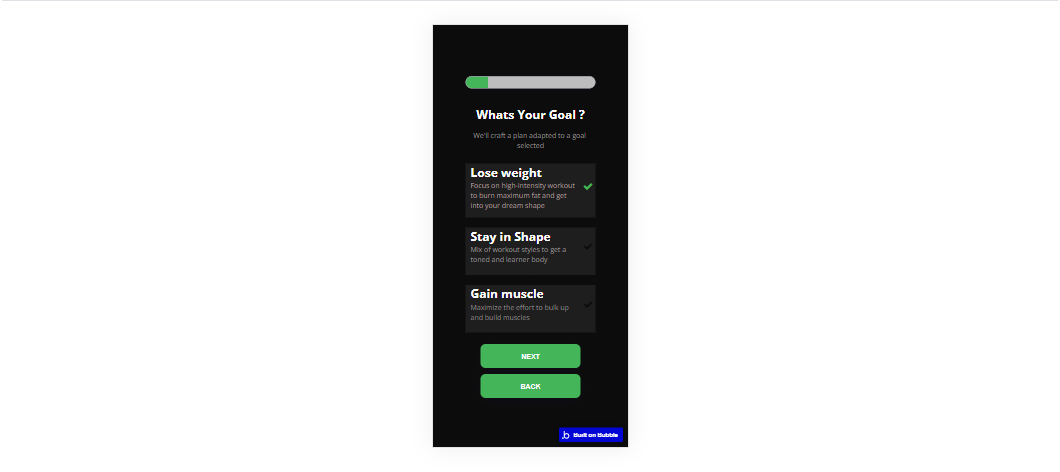 Whats Your Goal ?
We'll craft a plan adapted to a goal
selected
Lose weight
Focus on high-intensity workout
to burn maximum fat and get
into your dream shape
Stay in Shape
Mix of workout styles to get a
toned and learner body
Gain muscle
Maximize the effort to bulk up
and build muscles
NEXT
BACK
Built on Bubble